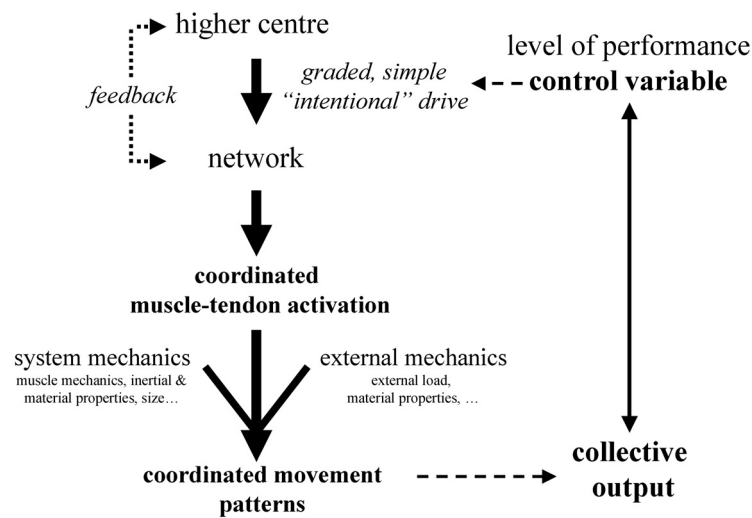 higher centre
level of performance
control variable
graded, simple
“intentional” drive
feedback
network
coordinated
muscle-tendon activation
system mechanics
muscle mechanics, inertial &
material properties, size…
external mechanics
external load,
material properties, …
coordinated movement
patterns
collective
output